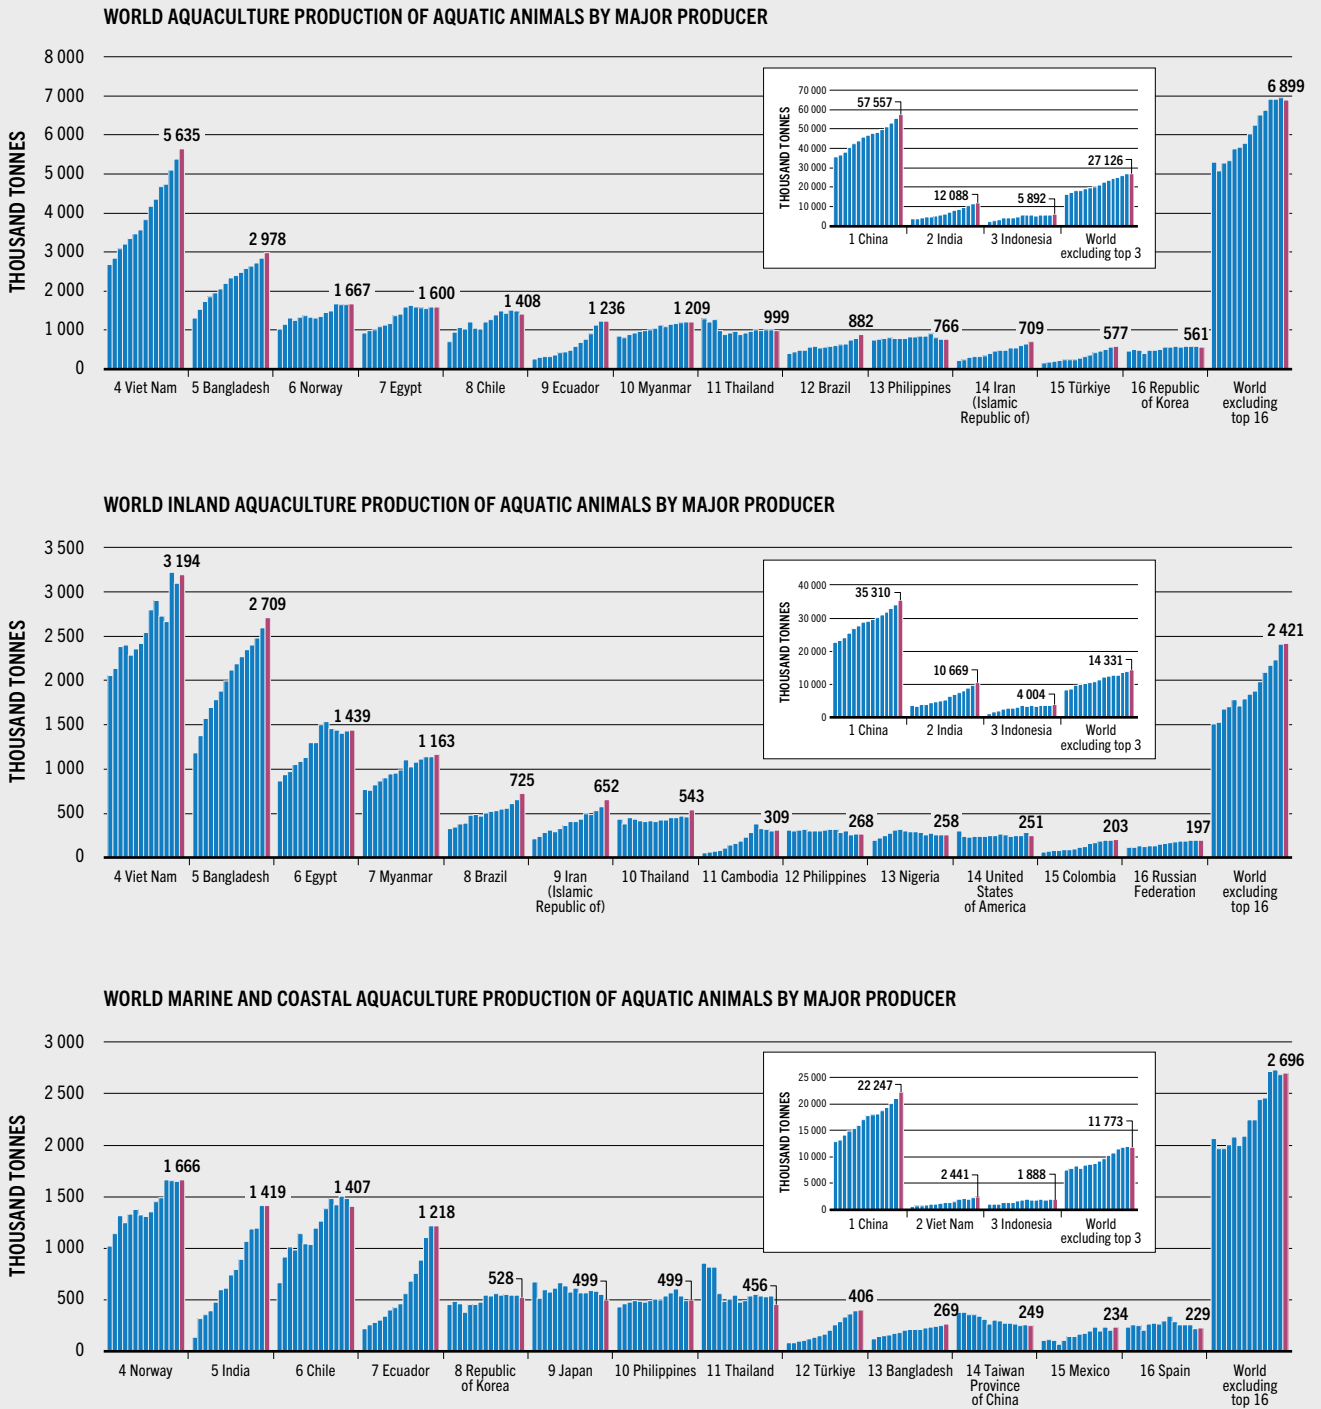 WORLD AQUACULTURE PRODUCTION OF AQUATIC ANIMALS BY MAJOR PRODUCER
THOUSAND TONNES
8 000
7 000
6 000
5 000
4 000
3 000
2 000
1 000
0
5 635
2 978
1 667
1 600
1 408
1 236
1 209
999
882
766
709
577
561
6 899
4 Viet Nam
5 Bangladesh
6 Norway
7 Egypt
8 Chile
9 Ecuador
10 Myanmar
11 Thailand
12 Brazil
13 Philippines
14 Iran
(Islamic
Republic of)
15 Türkiye
16 Republic
of Korea
World
excluding
top 16
THOUSAND TONNES
70 000
60 000
50 000
40 000
30 000
20 000
10 000
0
57 557
12 088
5 892
27 126
1 China
2 India
3 Indonesia
World
excluding top 3
WORLD INLAND AQUACULTURE PRODUCTION OF AQUATIC ANIMALS BY MAJOR PRODUCER
THOUSAND TONNES
3 500
3 000
2 500
2 000
1 500
1 000
500
0
3 194
2 709
1 439
1 163
725
652
543
309
268
258
251
203
197
2 421
4 Viet Nam
5 Bangladesh
6 Egypt
7 Myanmar
8 Brazil
9 Iran
(Islamic
Republic of)
10 Thailand
11 Cambodia
12 Philippines
13 Nigeria
14 United
States
of America
15 Colombia
16 Russian
Federation
World
excluding
top 16
THOUSAND TONNES
40 000
30 000
20 000
10 000
0
35 310
10 669
4 004
14 331
1 China
2 India
3 Indonesia
World
excluding top 3
WORLD MARINE AND COASTAL AQUACULTURE PRODUCTION OF AQUATIC ANIMALS BY MAJOR PRODUCER
THOUSAND TONNES
3 000
2 500
2 000
1 500
1 000
500
0
1 666
1 419
1 407
1 218
528
499
499
456
406
269
249
234
229
2 696
4 Norway
5 India
6 Chile
7 Ecuador
8 Republic
of Korea
9 Japan
10 Philippines
11 Thailand
12 Türkiye
13 Bangladesh
14 Taiwan
Province
of China
15 Mexico
16 Spain
World
excluding
top 16
THOUSAND TONNES
25 000
20 000
15 000
10 000
5 000
0
22 247
2 441
1 888
11 773
1 China
2 Viet Nam
3 Indonesia
World
excluding top 3